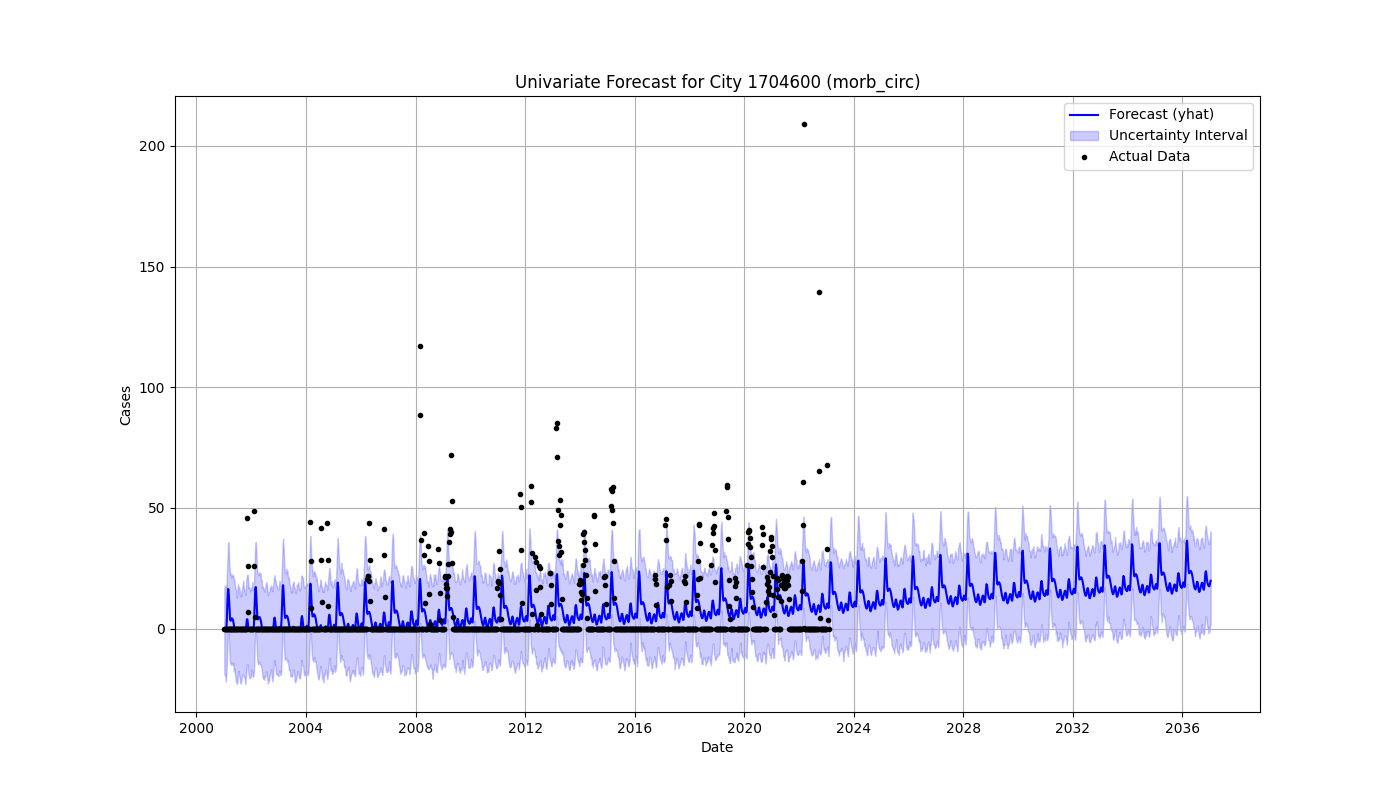 Univariate Forecast for City 1704600 (morb_circ)
Forecast (yhat)
Uncertainty Interval
Actual Data
200
150
100
50
0
Cases
2000 2004 2008 2012 2016 2020 2024 2028 2032 2036
Date